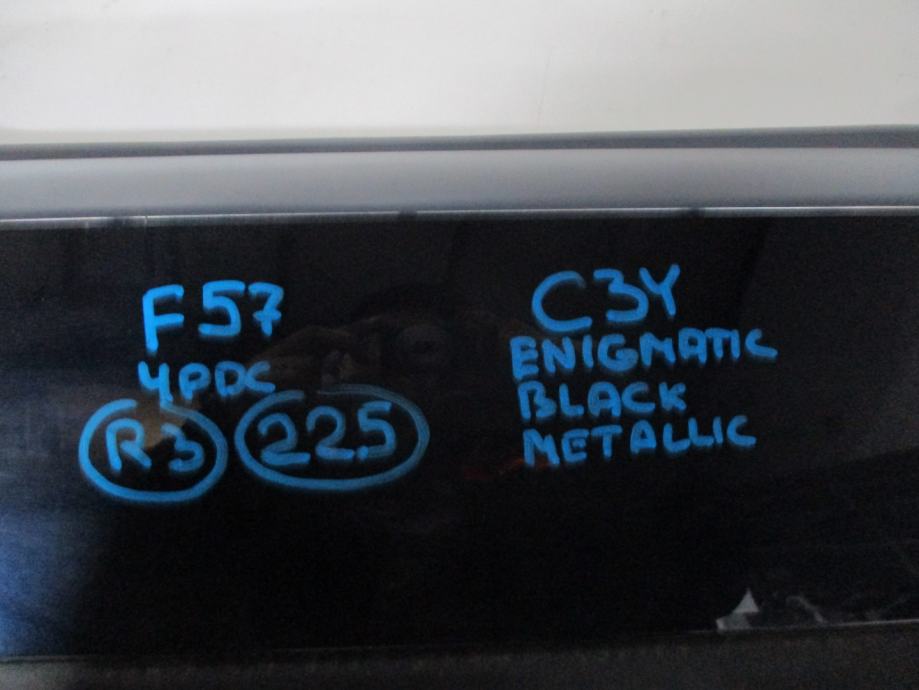 F57
4PDC
R3 225
C3Y
ENIGMATIC
BLACK
METALLIC